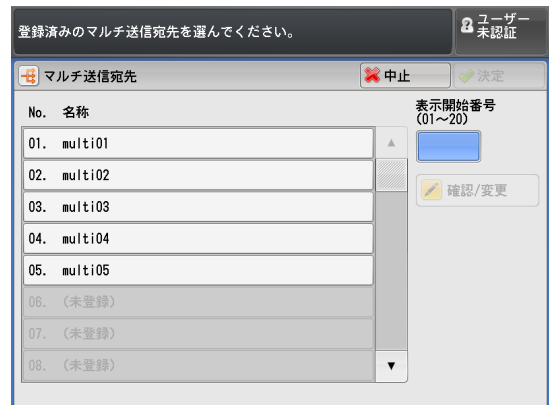 登録済みのマルチ送信宛先を選んでください。
ユーザー
未認証
マルチ送信宛先
中止
決定
No. 名称
表示開始番号
(01～20)
01. multi01
02. multi02
03. multi03
確認/変更
04. multi04
05. multi05
06. (未登録)
07. (未登録)
08. (未登録)